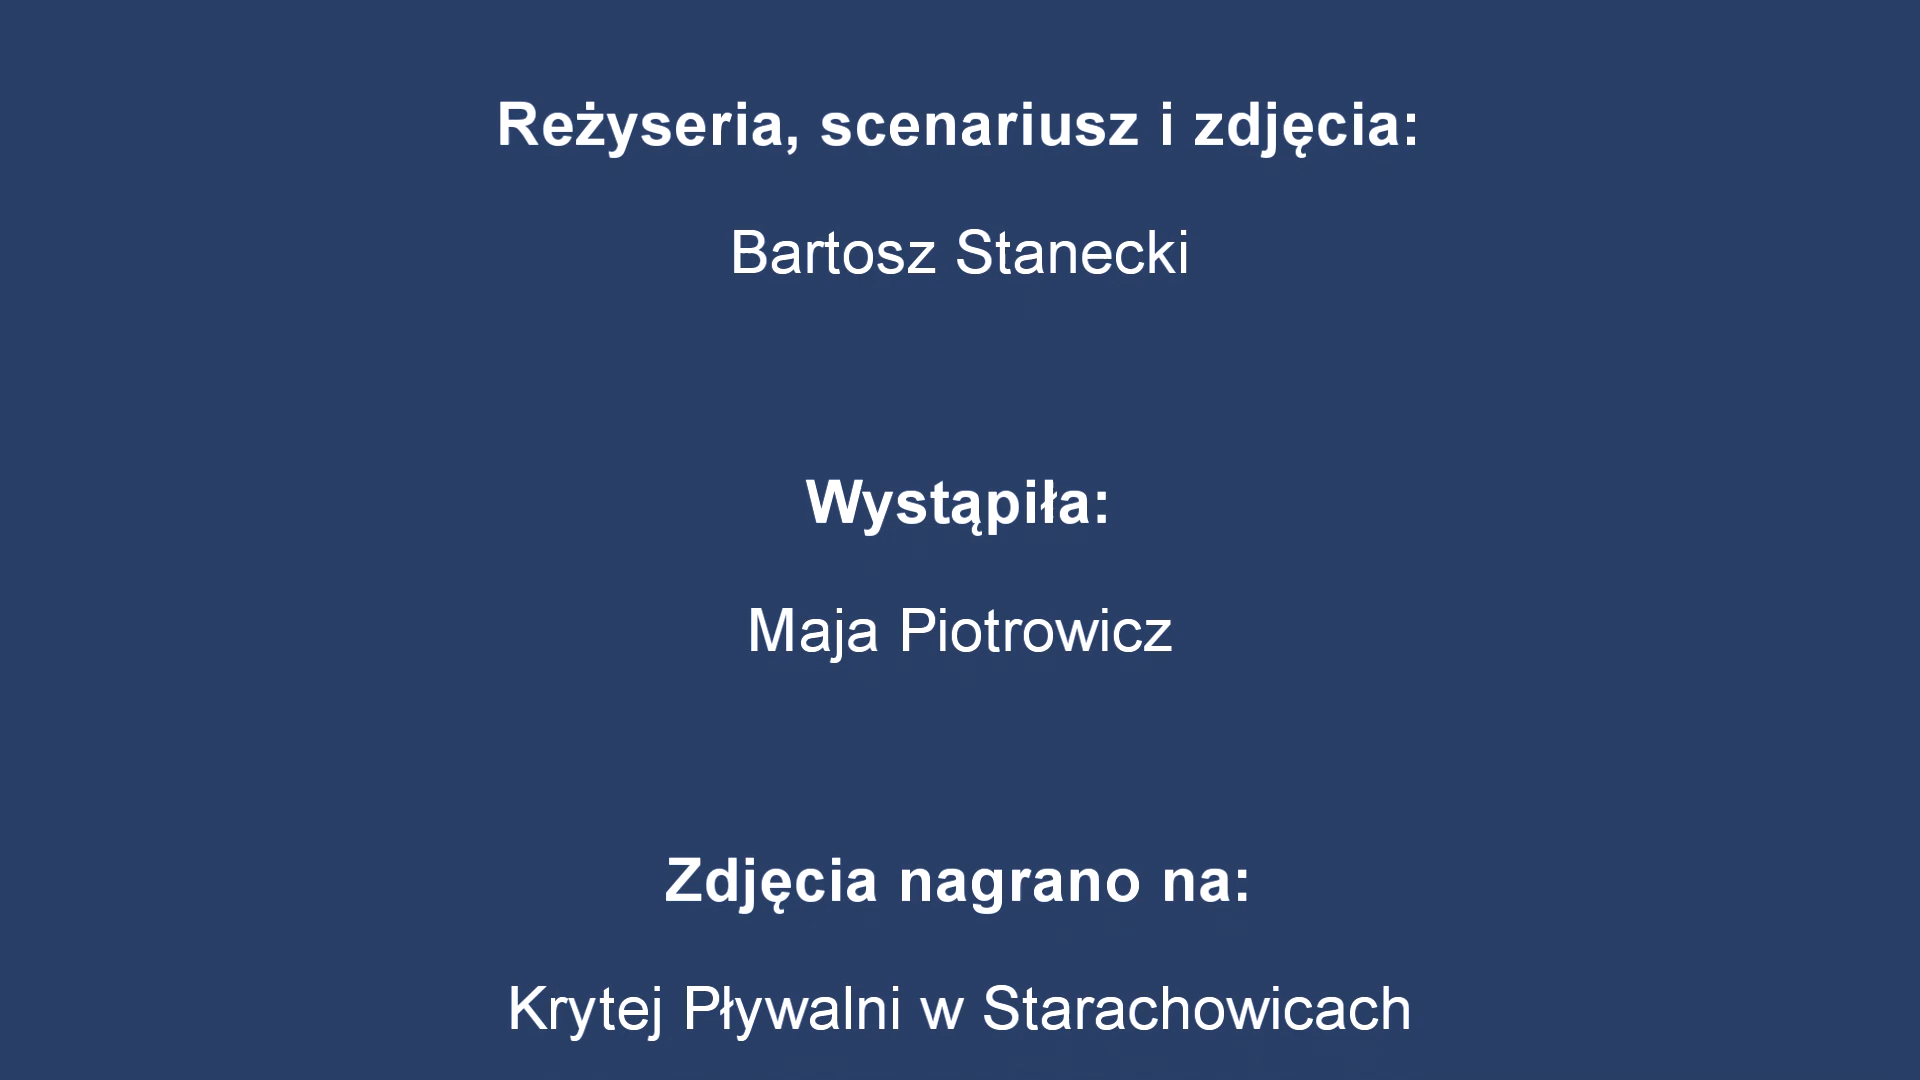 Reżyseria, scenariusz i zdjęcia:
Bartosz Stanecki
Wystąpiła:
Maja Piotrowicz
Zdjęcia nagrano na:
Krytej Pływalni w Starachowicach